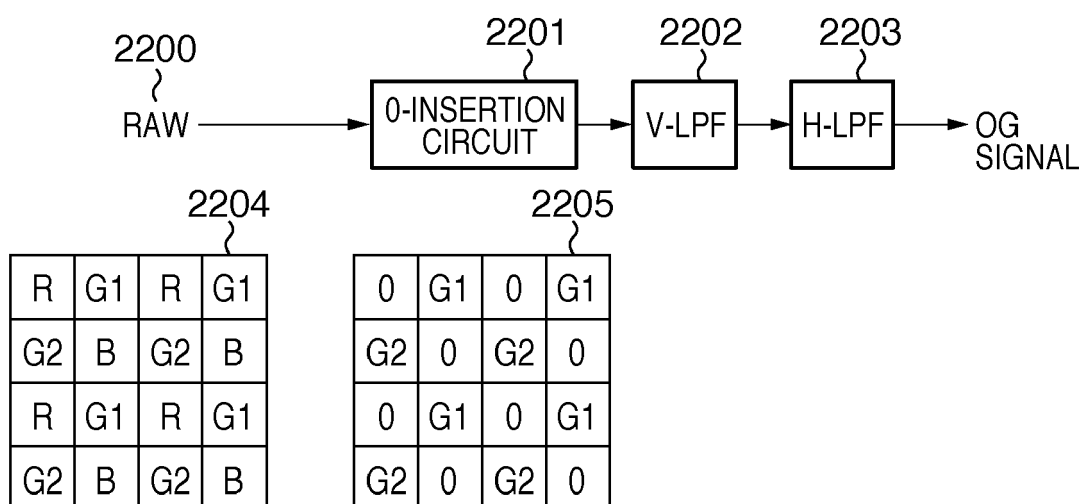 2200
2201
2202
2203
RAW
0-INSERTION
CIRCUIT
V-LPF
H-LPF
OG
SIGNAL
2204
2205
R G1 R G1
G2 B G2 B
R G1 R G1
G2 B G2 B
0 G1 0 G1
G2 0 G2 0
0 G1 0 G1
G2 0 G2 0